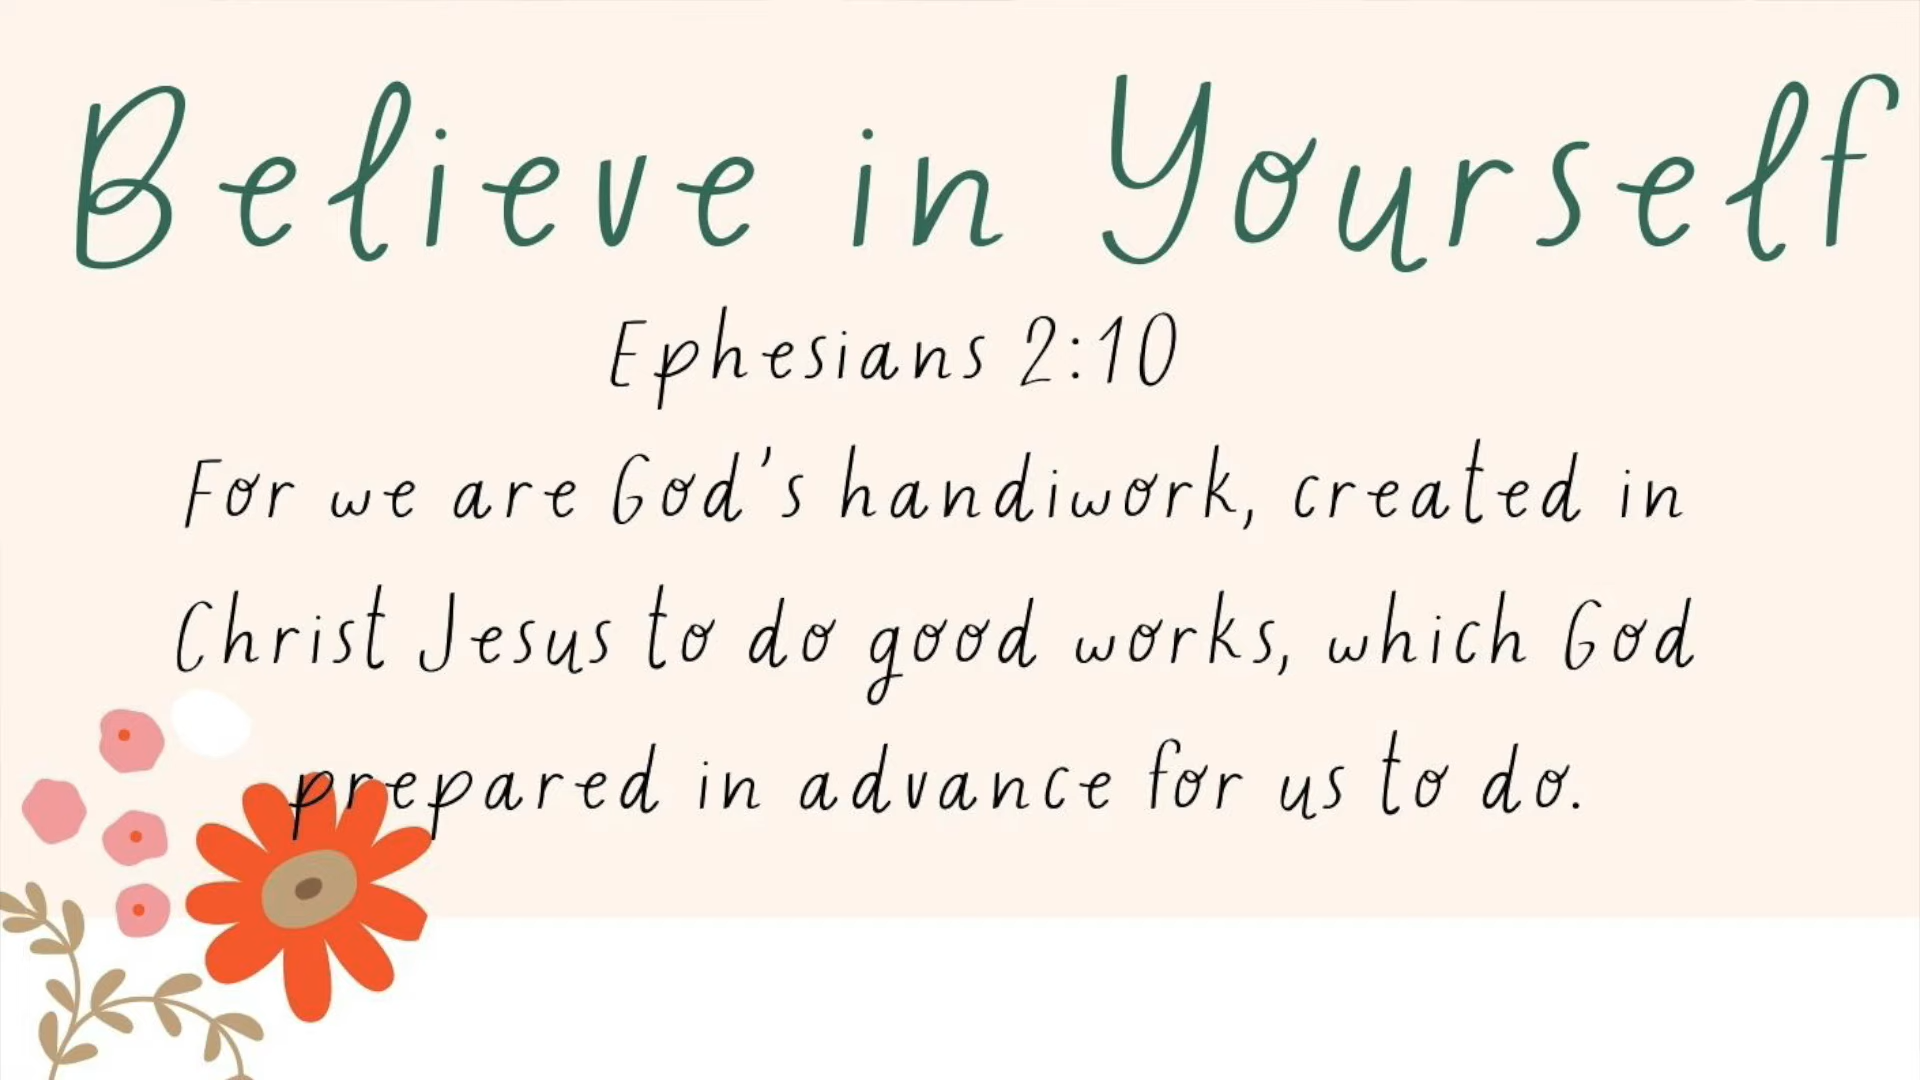 Believe in Yourself
Ephesians 2:10
For we are God's handiwork, created in
Christ Jesus to do good works, which God
prepared in advance for us to do.